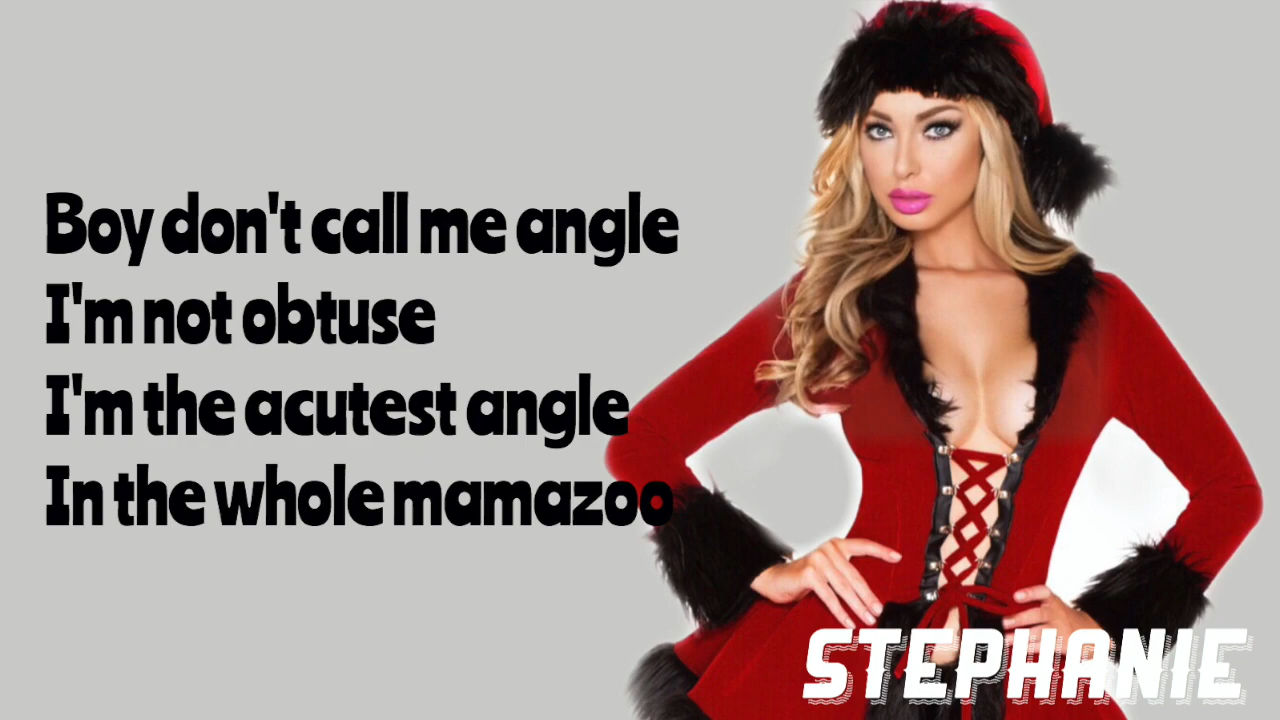 Boy don't call me angle
I'm not obtuse
I'm the acutest angle
In the whole mamazoo
STEPHANIE